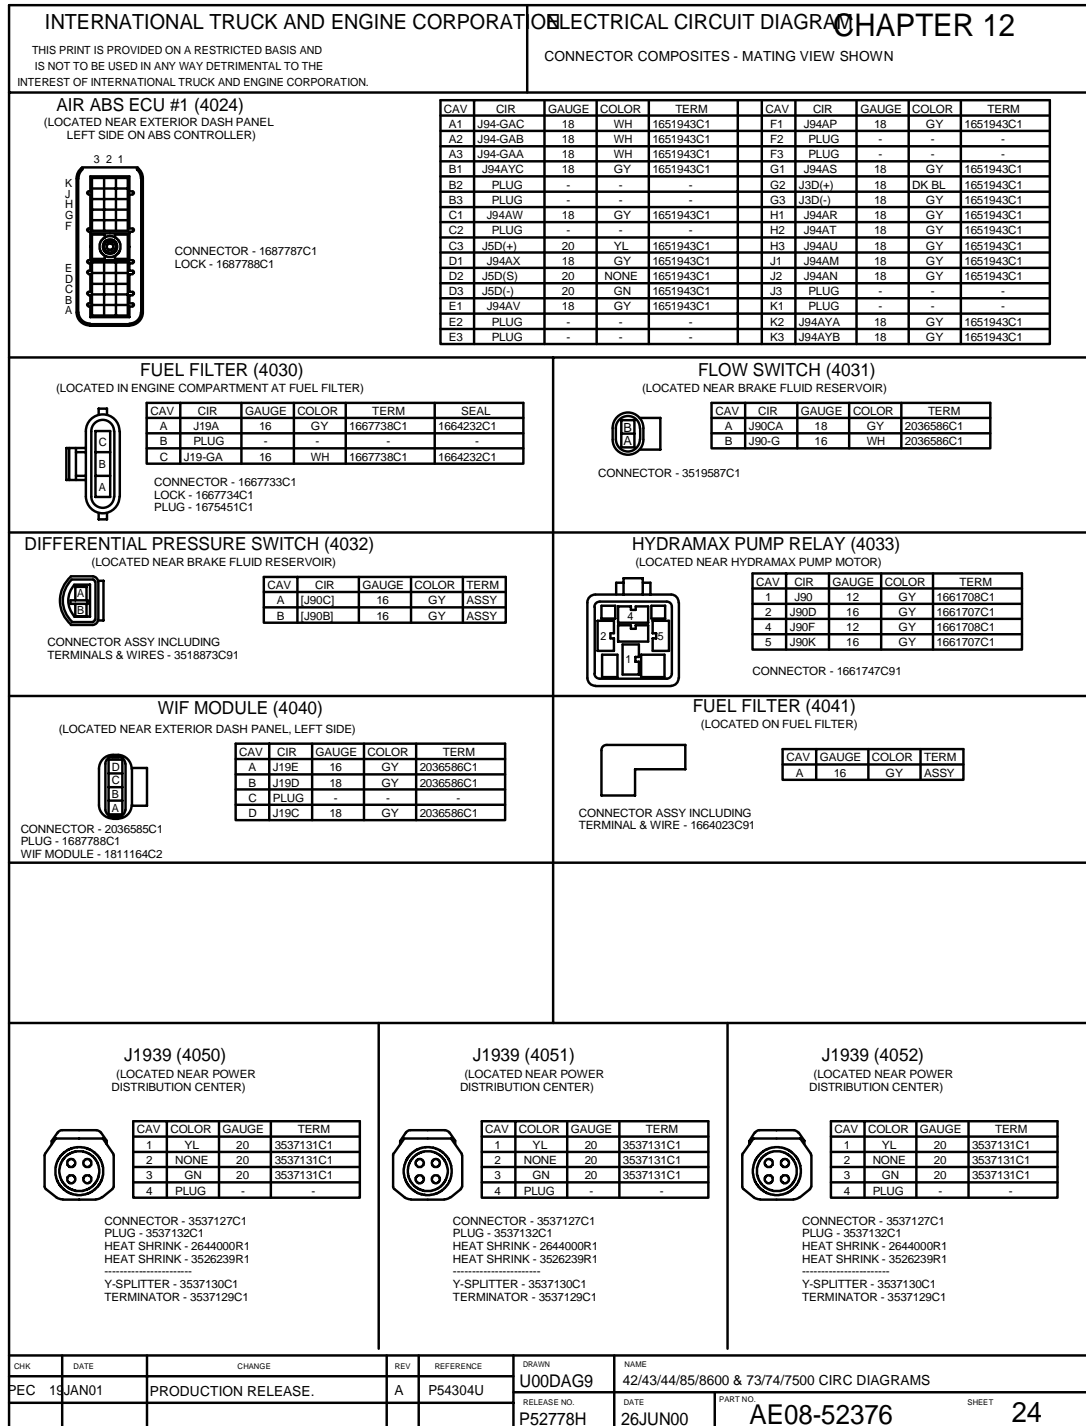 INTERNATIONAL TRUCK AND ENGINE CORPORATION
ELECTRICAL CIRCUIT DIAGRAM
CHAPTER 12
THIS PRINT IS PROVIDED ON A RESTRICTED BASIS AND
IS NOT TO BE USED IN ANY WAY DETRIMENTAL TO THE
INTEREST OF INTERNATIONAL TRUCK AND ENGINE CORPORATION.
CONNECTOR COMPOSITES - MATING VIEW SHOWN
AIR ABS ECU #1 (4024)
(LOCATED NEAR EXTERIOR DASH PANEL
LEFT SIDE ON ABS CONTROLLER)
3 2 1
K
J
H
G
F
E
D
C
B
A
CONNECTOR - 1687787C1
LOCK - 1687788C1
CAV CIR GAUGE COLOR TERM CAV CIR GAUGE COLOR TERM
A1 J94-GAC 18 WH 1651943C1 F1 J94AP 18 GY 1651943C1
A2 J94-GAB 18 WH 1651943C1 F2 PLUG - - -
A3 J94-GAA 18 WH 1651943C1 F3 PLUG - - -
B1 J94AYC 18 GY 1651943C1 G1 J94AS 18 GY 1651943C1
B2 PLUG - - - G2 J3D(+) 18 DK BL 1651943C1
B3 PLUG - - - G3 J3D(-) 18 GY 1651943C1
C1 J94AW 18 GY 1651943C1 H1 J94AR 18 GY 1651943C1
C2 PLUG - - - H2 J94AT 18 GY 1651943C1
C3 J5D(+) 20 YL 1651943C1 H3 J94AU 18 GY 1651943C1
D1 J94AX 18 GY 1651943C1 J1 J94AM 18 GY 1651943C1
D2 J5D(S) 20 NONE 1651943C1 J2 J94AN 18 GY 1651943C1
D3 J5D(-) 20 GN 1651943C1 J3 PLUG - - -
E1 J94AV 18 GY 1651943C1 K1 PLUG - - -
E2 PLUG - - - K2 J94AYA 18 GY 1651943C1
E3 PLUG - - - K3 J94AYB 18 GY 1651943C1
FUEL FILTER (4030)
(LOCATED IN ENGINE COMPARTMENT AT FUEL FILTER)
C
B
A
CAV CIR GAUGE COLOR TERM SEAL
A J19A 16 GY 1667738C1 1664232C1
B PLUG - - - -
C J19-GA 16 WH 1667738C1 1664232C1
CONNECTOR - 1667733C1
LOCK - 1667734C1
PLUG - 1675451C1
FLOW SWITCH (4031)
(LOCATED NEAR BRAKE FLUID RESERVOIR)
B
A
CAV CIR GAUGE COLOR TERM
A J90CA 18 GY 2036586C1
B J90-G 16 WH 2036586C1
CONNECTOR - 3519587C1
DIFFERENTIAL PRESSURE SWITCH (4032)
(LOCATED NEAR BRAKE FLUID RESERVOIR)
A
B
CAV CIR GAUGE COLOR TERM
A [J90C] 16 GY ASSY
B [J90B] 16 GY ASSY
CONNECTOR ASSY INCLUDING
TERMINALS & WIRES - 3518873C91
HYDRAMAX PUMP RELAY (4033)
(LOCATED NEAR HYDRAMAX PUMP MOTOR)
4
2 5
1
CAV CIR GAUGE COLOR TERM
1 J90 12 GY 1661708C1
2 J90D 16 GY 1661707C1
4 J90F 12 GY 1661708C1
5 J90K 16 GY 1661707C1
CONNECTOR - 1661747C91
WIF MODULE (4040)
(LOCATED NEAR EXTERIOR DASH PANEL, LEFT SIDE)
D
C
B
A
CAV CIR GAUGE COLOR TERM
A J19E 16 GY 2036586C1
B J19D 18 GY 2036586C1
C PLUG - - -
D J19C 18 GY 2036586C1
CONNECTOR - 2036585C1
PLUG - 1687788C1
WIF MODULE - 1811164C2
FUEL FILTER (4041)
(LOCATED ON FUEL FILTER)
CAV GAUGE COLOR TERM
A 16 GY ASSY
CONNECTOR ASSY INCLUDING
TERMINAL & WIRE - 1664023C91
J1939 (4050)
(LOCATED NEAR POWER
DISTRIBUTION CENTER)
CAV COLOR GAUGE TERM
1 YL 20 3537131C1
2 NONE 20 3537131C1
3 GN 20 3537131C1
4 PLUG - -
CONNECTOR - 3537127C1
PLUG - 3537132C1
HEAT SHRINK - 2644000R1
HEAT SHRINK - 3526239R1
-----------------------
Y-SPLITTER - 3537130C1
TERMINATOR - 3537129C1
J1939 (4051)
(LOCATED NEAR POWER
DISTRIBUTION CENTER)
CAV COLOR GAUGE TERM
1 YL 20 3537131C1
2 NONE 20 3537131C1
3 GN 20 3537131C1
4 PLUG - -
CONNECTOR - 3537127C1
PLUG - 3537132C1
HEAT SHRINK - 2644000R1
HEAT SHRINK - 3526239R1
-----------------------
Y-SPLITTER - 3537130C1
TERMINATOR - 3537129C1
J1939 (4052)
(LOCATED NEAR POWER
DISTRIBUTION CENTER)
CAV COLOR GAUGE TERM
1 YL 20 3537131C1
2 NONE 20 3537131C1
3 GN 20 3537131C1
4 PLUG - -
CONNECTOR - 3537127C1
PLUG - 3537132C1
HEAT SHRINK - 2644000R1
HEAT SHRINK - 3526239R1
-----------------------
Y-SPLITTER - 3537130C1
TERMINATOR - 3537129C1
CHK DATE CHANGE REV REFERENCE
PEC 19JAN01 PRODUCTION RELEASE. A P54304U
DRAWN
U00DAG9
NAME
42/43/44/85/8600 & 73/74/7500 CIRC DIAGRAMS
RELEASE NO.
P52778H
DATE
26JUN00
PART NO.
AE08-52376
SHEET 24